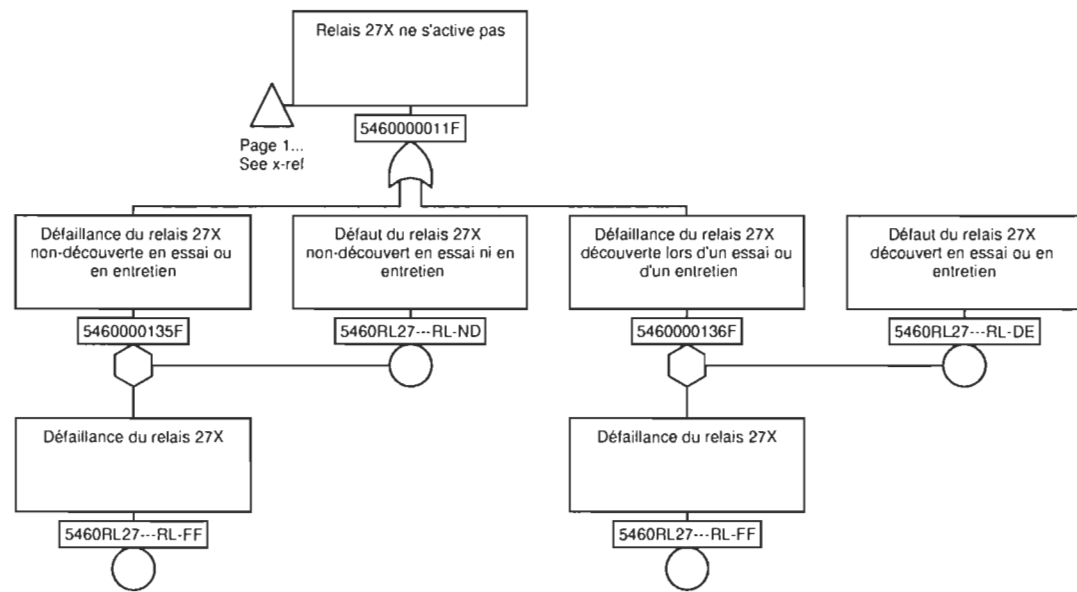 Relais 27X ne s'active pas
5460000011F
Page 1...
See x-ref
Défaillance du relais 27X
non-découverte en essai ou
en entretien
5460000135F
Défaut du relais 27X
non-découvert en essai ni en
entretien
5460RL27---RL-ND
Défaillance du relais 27X
découverte lors d'un essai ou
d'un entretien
5460000136F
Défaut du relais 27X
découvert en essai ou en
entretien
5460RL27---RL-DE
Défaillance du relais 27X
5460RL27---RL-FF
Défaillance du relais 27X
5460RL27---RL-FF